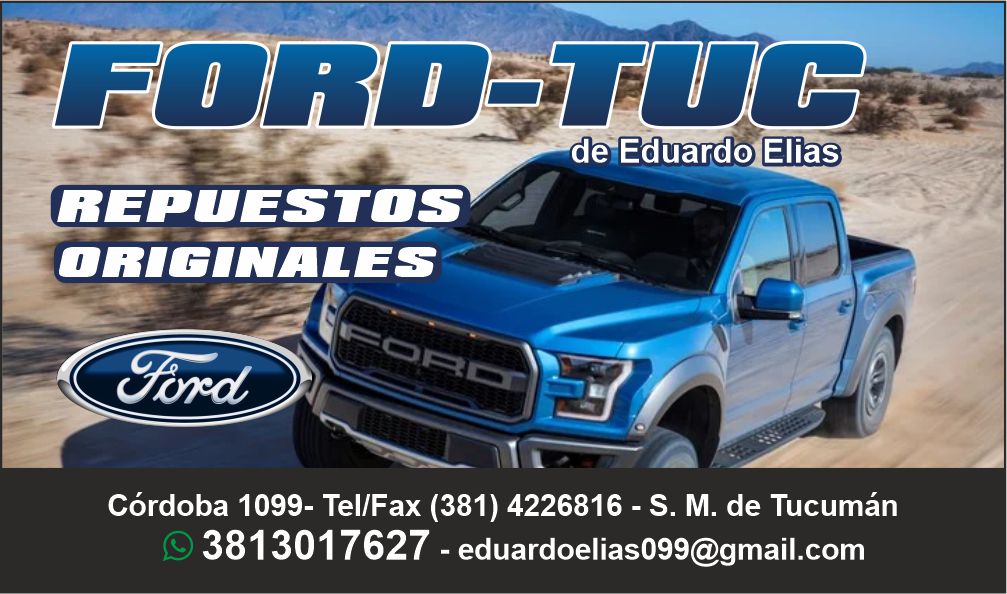 FORD-TUC
de Eduardo Elias
REPUESTOS
ORIGINALES
FORD
Ford
Córdoba 1099- Tel/Fax (381) 4226816 - S. M. de Tucumán
3813017627 - eduardoelias099@gmail.com